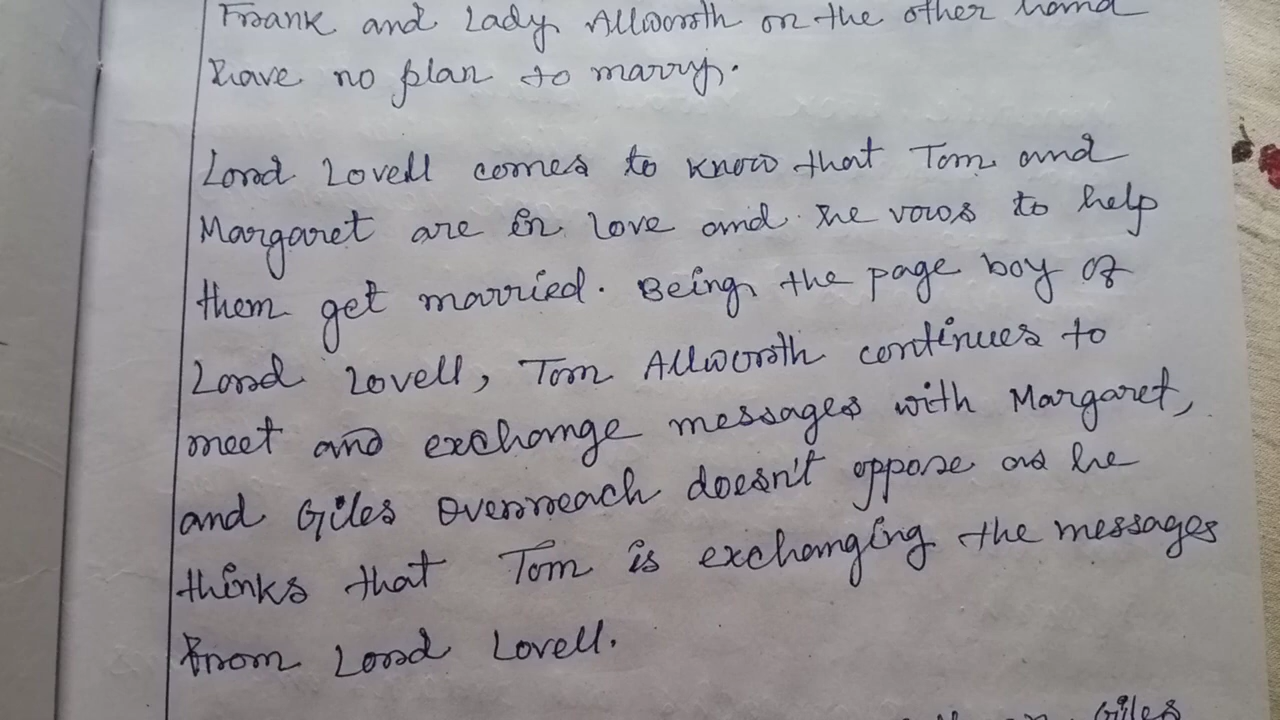 Frank and Lady Allworth on the other hand
have no plan to marry.
Lord Lovell comes to know that Tom and
Margaret are in love and he vows to help
them get married. Being the page boy of
Lord Lovell, Tom Allworth continues to
meet and exchange messages with Margaret,
and Giles Overreach doesn't oppose as he
thinks that Tom is exchanging the messages
from Lord Lovell.
Giles